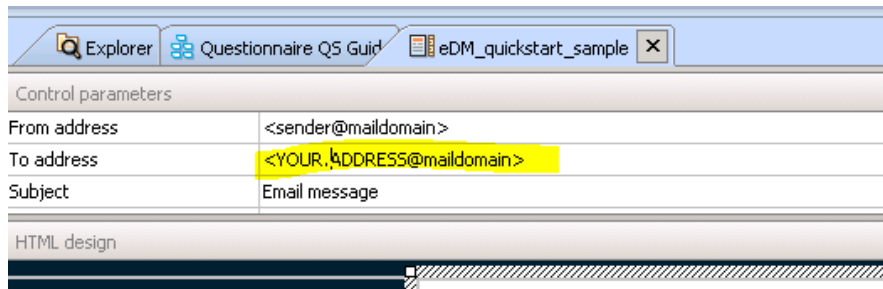 Explorer Questionnaire QS Guid eDM_quickstart_sample
Control parameters
From address <sender@maildomain>
To address <YOUR.ADDRESS@maildomain>
Subject Email message
HTML design